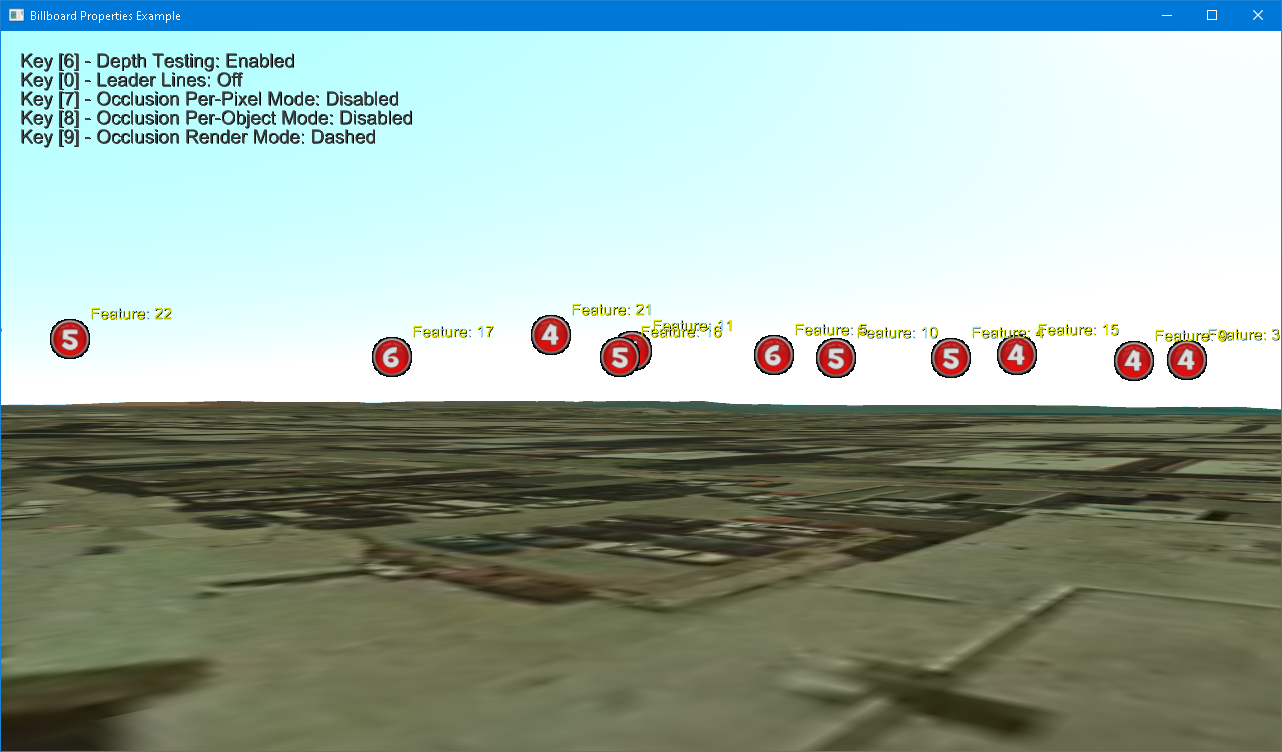 Billboard Properties Example
Key [6] - Depth Testing: Enabled
Key [0] - Leader Lines: Off
Key [7] - Occlusion Per-Pixel Mode: Disabled
Key [8] - Occlusion Per-Object Mode: Disabled
Key [9] - Occlusion Render Mode: Dashed
Feature: 22
5
Feature: 17
6
Feature: 21
4
Feature: 11
Feature: 16
5
Feature: 5
6
Feature: 10
5
Feature: 4
5
Feature: 15
4
Feature: 9
4
Feature: 3
4